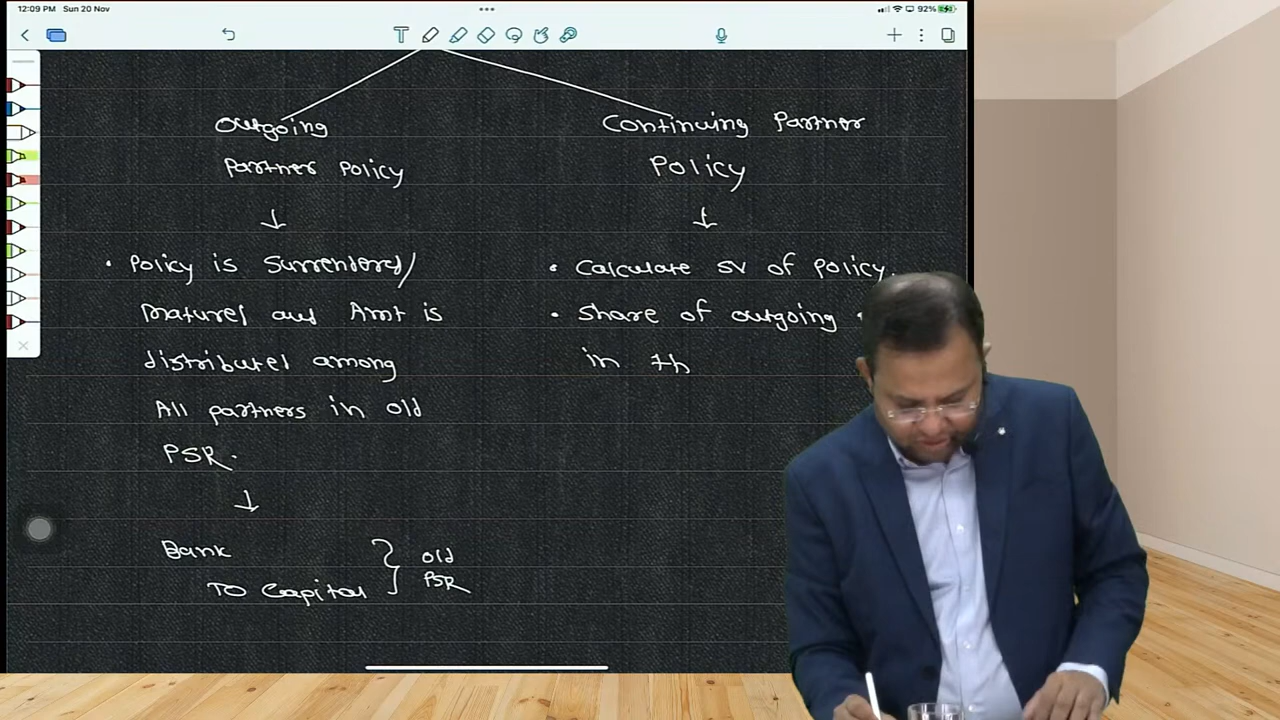 12:09 PM Sun 20 Nov
92%
Outgoing
Partner Policy
↓
• Policy is Surrendered/
Matured and Amt is
distributed among
All partners in old
PSR.
↓
Bank
To Capital } old
PSR
Continuing Partner
Policy
↓
• Calculate SV of Policy.
• Share of outgoing
in th